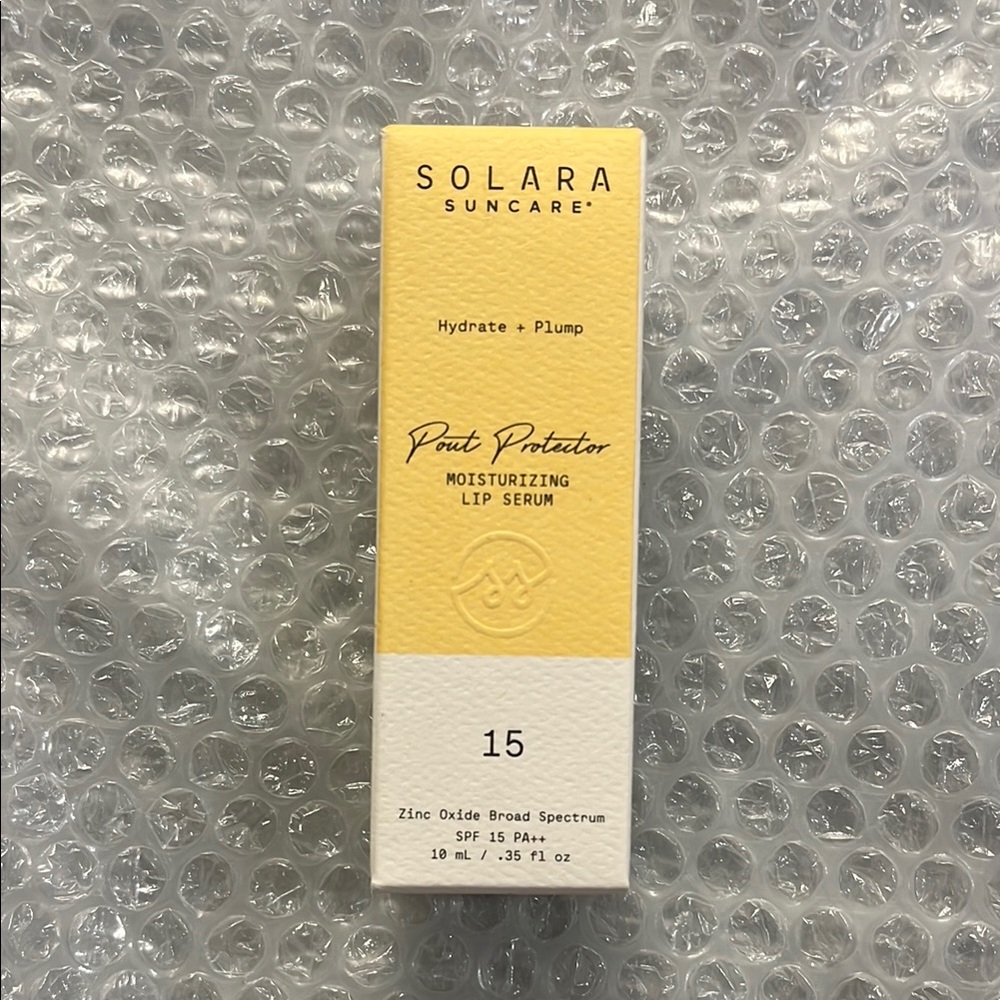 SOLARA
SUNCARE®
Hydrate + Plump
Pout Protector
MOISTURIZING
LIP SERUM
15
Zinc Oxide Broad Spectrum
SPF 15 PA++
10 mL / .35 fl oz